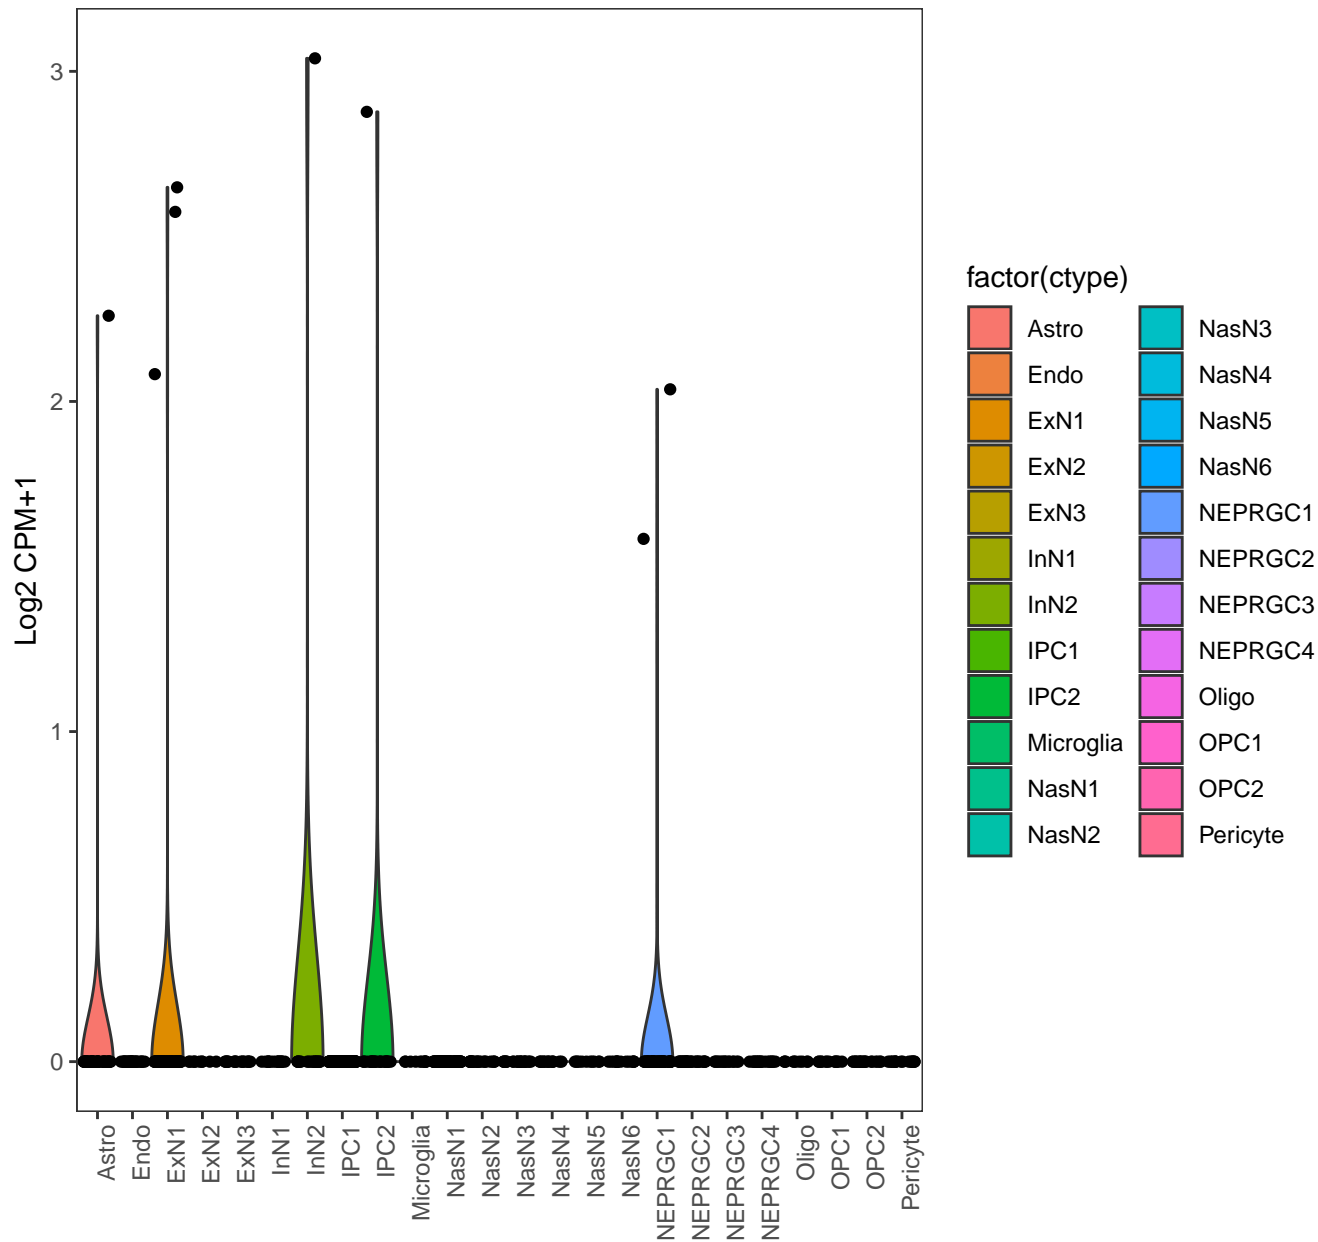 3
2
1
0
Log2 CPM+1
Astro
Endo
ExN1
ExN2
ExN3
InN1
InN2
IPC1
IPC2
Microglia
NasN1
NasN2
NasN3
NasN4
NasN5
NasN6
NEPRGC1
NEPRGC2
NEPRGC3
NEPRGC4
Oligo
OPC1
OPC2
Pericyte
factor(ctype)
Astro
Endo
ExN1
ExN2
ExN3
InN1
InN2
IPC1
IPC2
Microglia
NasN1
NasN2
NasN3
NasN4
NasN5
NasN6
NEPRGC1
NEPRGC2
NEPRGC3
NEPRGC4
Oligo
OPC1
OPC2
Pericyte